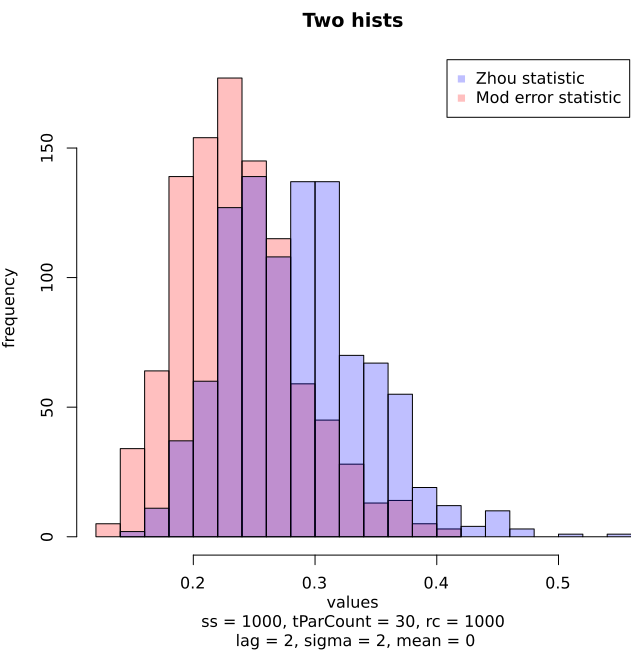 Two hists
Zhou statistic
Mod error statistic
150
100
50
0
frequency
0.2 0.3 0.4 0.5
values
ss = 1000, tParCount = 30, rc = 1000
lag = 2, sigma = 2, mean = 0